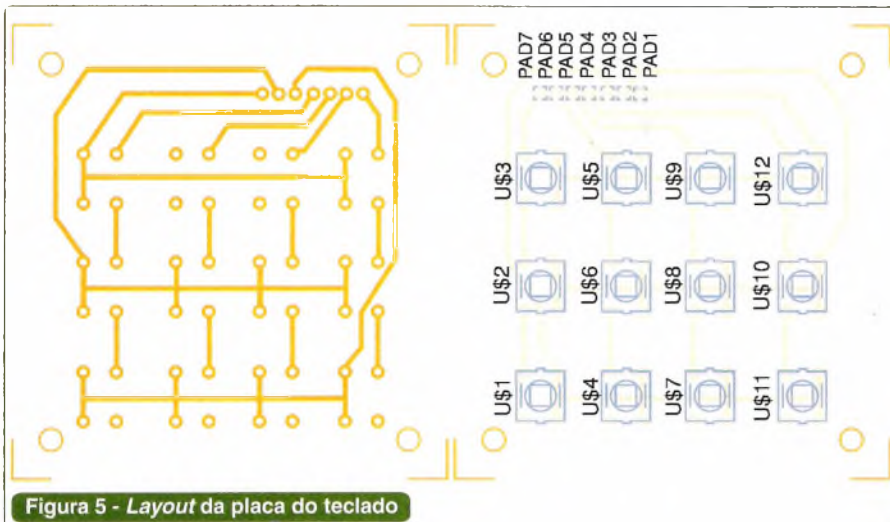 PAD7
PAD6
PAD5
PAD4
PAD3
PAD2
PAD1
U$3
U$5
U$9
U$12
U$2
U$6
U$8
U$10
U$1
U$4
U$7
U$11
Figura 5 - Layout da placa do teclado